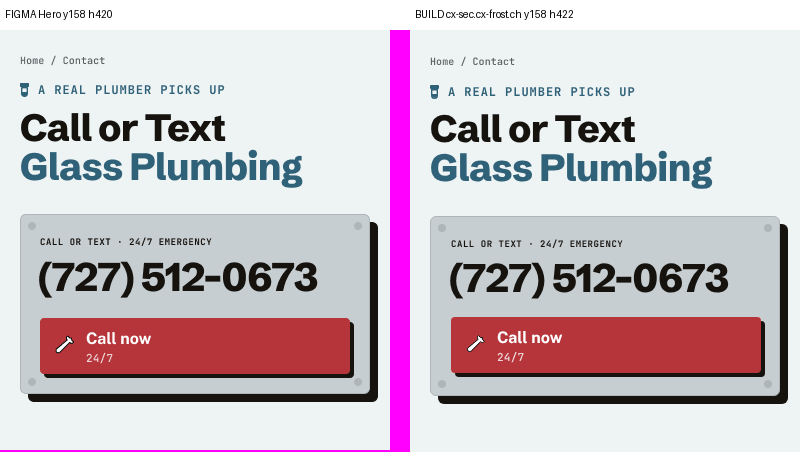 FIGMA Hero y158 h420
Home / Contact
A REAL PLUMBER PICKS UP
Call or Text
Glass Plumbing
CALL OR TEXT · 24/7 EMERGENCY
(727) 512-0673
Call now
24/7
BUILD cx-sec.cx-frost.ch y158 h422
Home / Contact
A REAL PLUMBER PICKS UP
Call or Text
Glass Plumbing
CALL OR TEXT · 24/7 EMERGENCY
(727) 512-0673
Call now
24/7